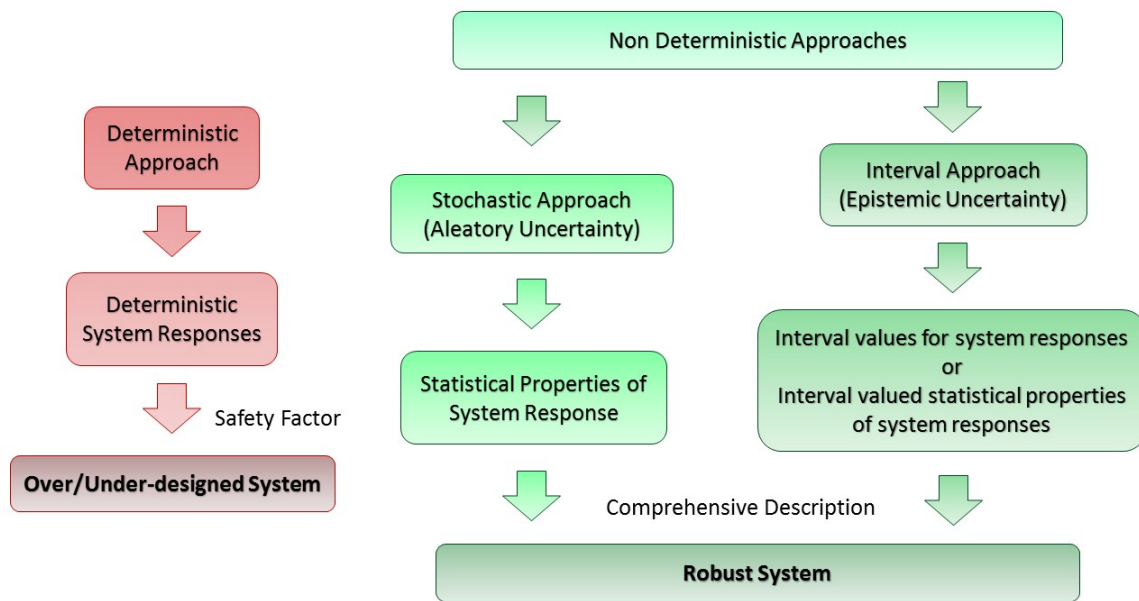 Non Deterministic Approaches
Deterministic
Approach
Deterministic
System Responses
Safety Factor
Over/Under-designed System
Stochastic Approach
(Aleatory Uncertainty)
Statistical Properties of
System Response
Interval Approach
(Epistemic Uncertainty)
Interval values for system responses
or
Interval valued statistical properties
of system responses
Comprehensive Description
Robust System